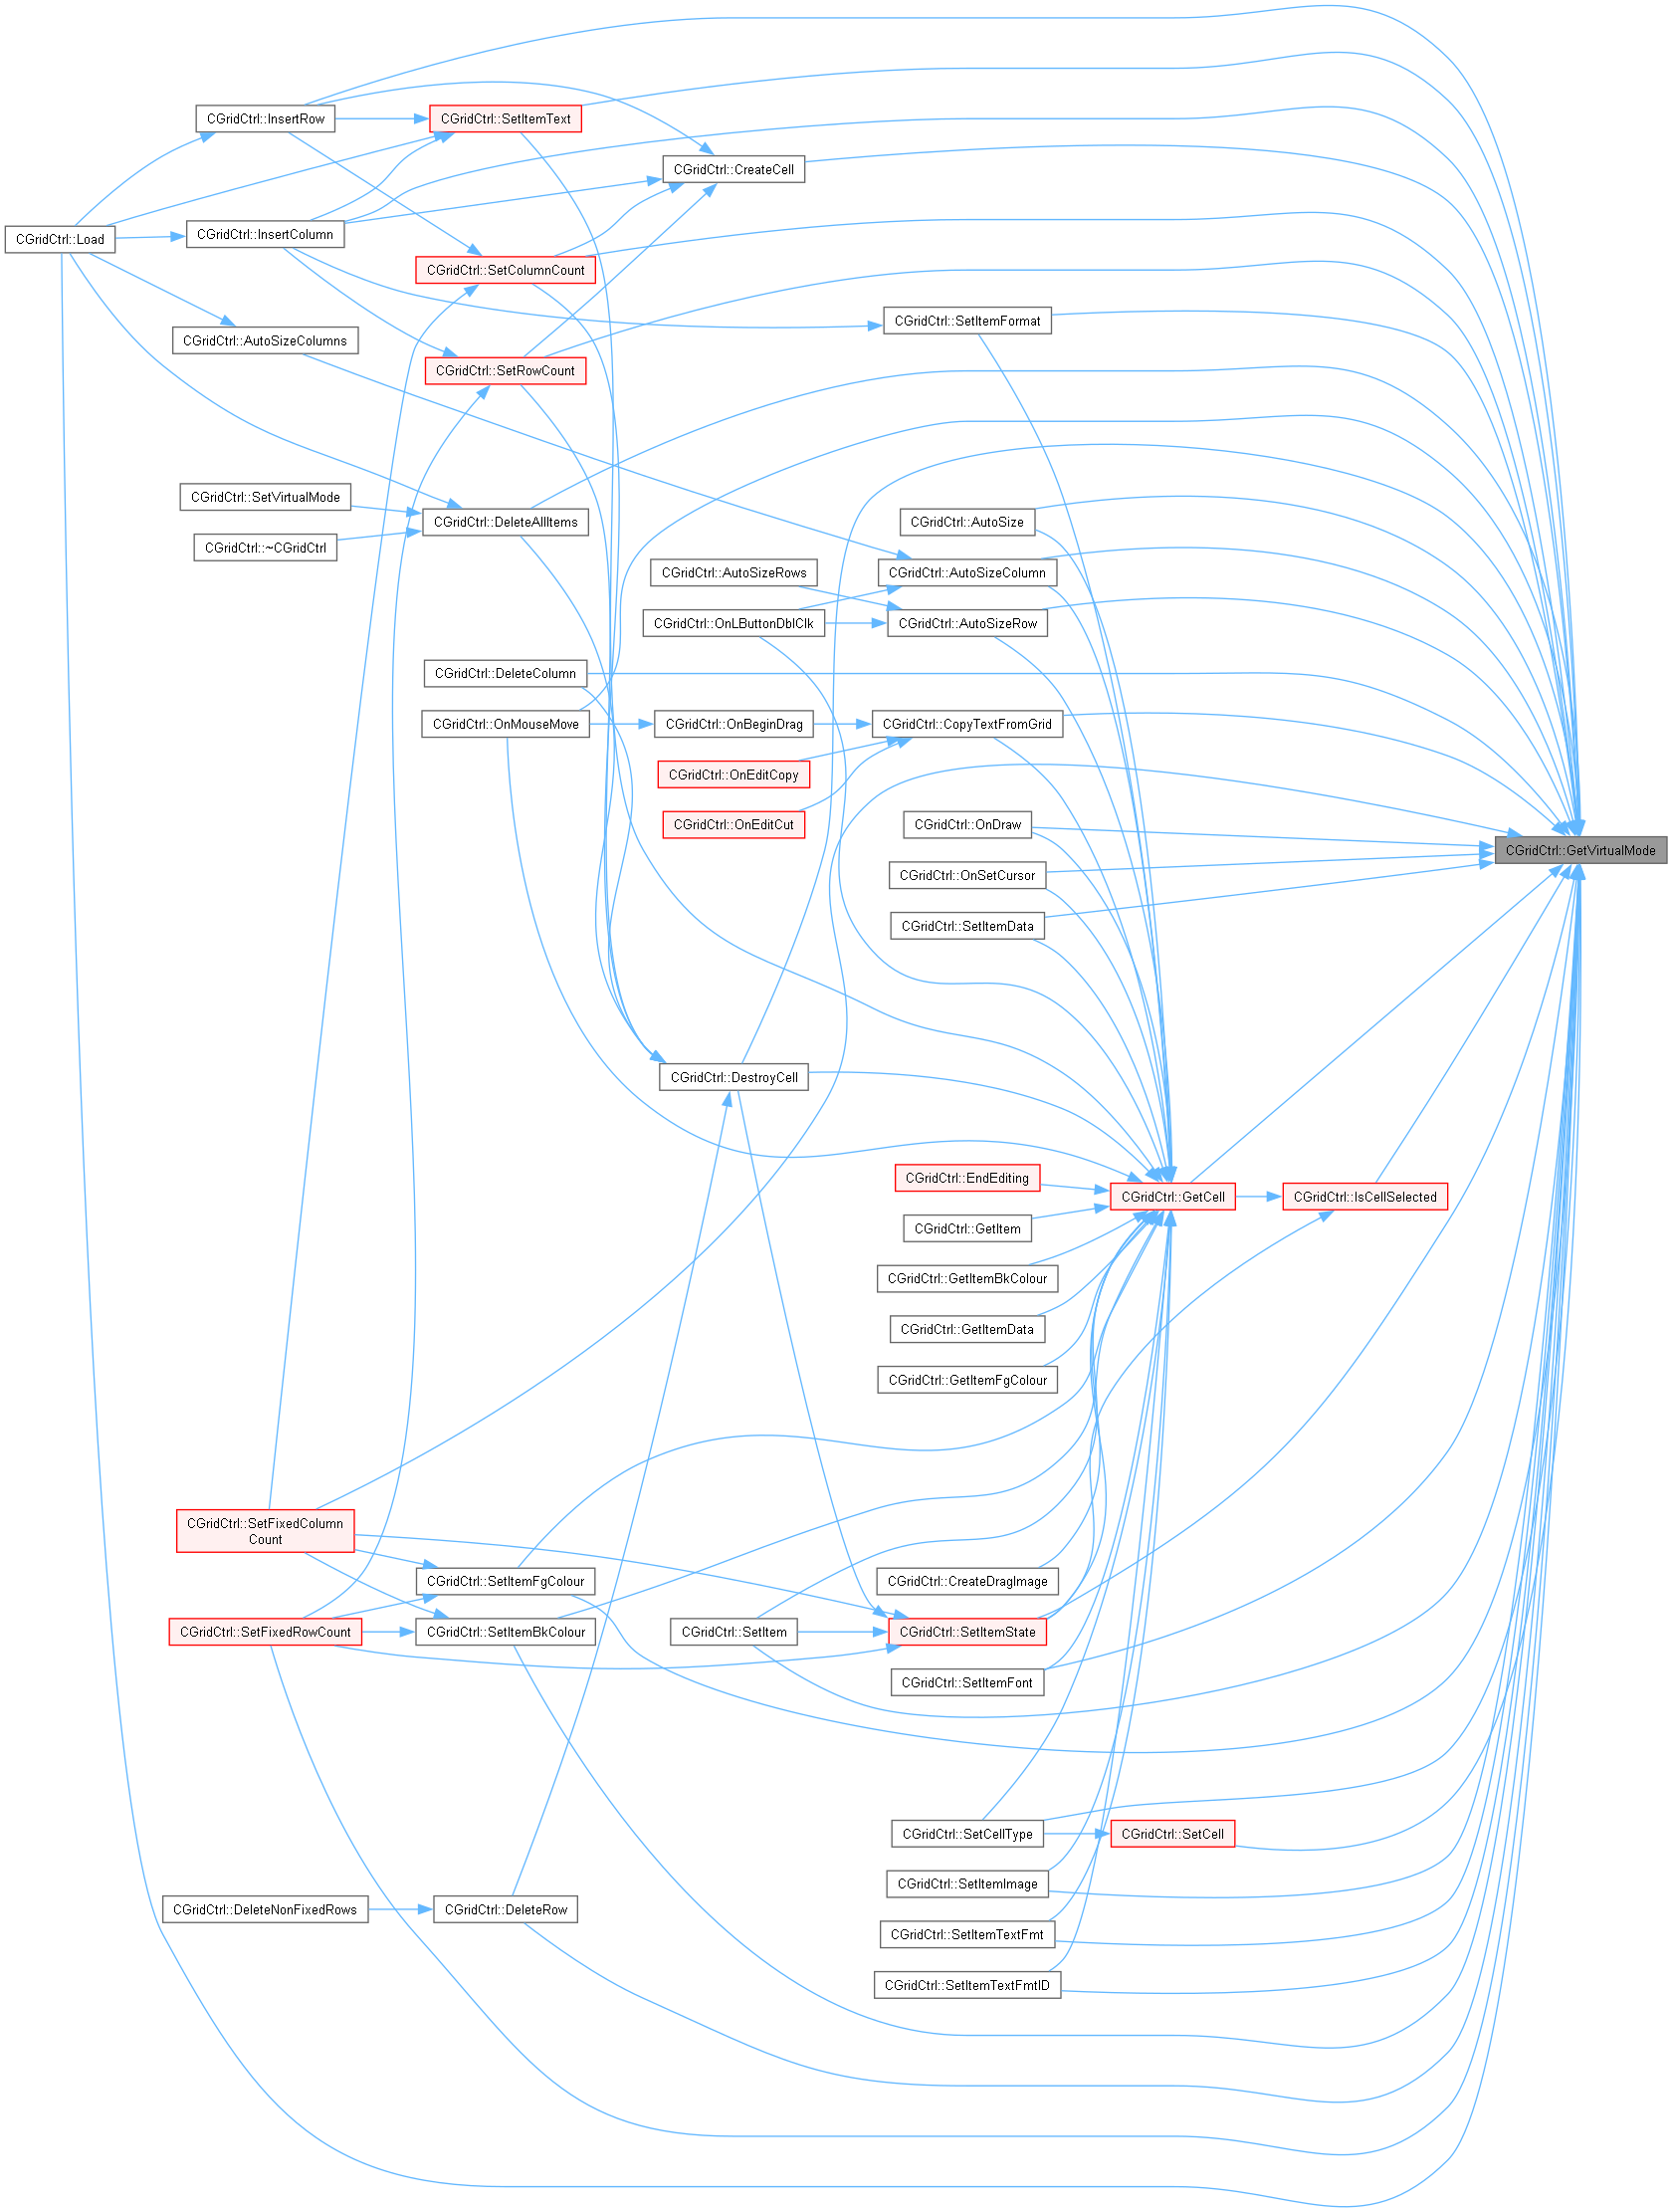 CGridCtrl::InsertRow
CGridCtrl::SetItemText
CGridCtrl::CreateCell
CGridCtrl::Load
CGridCtrl::InsertColumn
CGridCtrl::SetColumnCount
CGridCtrl::SetItemFormat
CGridCtrl::AutoSizeColumns
CGridCtrl::SetRowCount
CGridCtrl::SetVirtualMode
CGridCtrl::DeleteAllItems
CGridCtrl::AutoSize
CGridCtrl::~CGridCtrl
CGridCtrl::AutoSizeRows
CGridCtrl::AutoSizeColumn
CGridCtrl::OnLButtonDblClk
CGridCtrl::AutoSizeRow
CGridCtrl::DeleteColumn
CGridCtrl::OnMouseMove
CGridCtrl::OnBeginDrag
CGridCtrl::CopyTextFromGrid
CGridCtrl::OnEditCopy
CGridCtrl::OnEditCut
CGridCtrl::OnDraw
CGridCtrl::GetVirtualMode
CGridCtrl::OnSetCursor
CGridCtrl::SetItemData
CGridCtrl::DestroyCell
CGridCtrl::EndEditing
CGridCtrl::GetCell
CGridCtrl::IsCellSelected
CGridCtrl::GetItem
CGridCtrl::GetItemBkColour
CGridCtrl::GetItemData
CGridCtrl::GetItemFgColour
CGridCtrl::SetFixedColumn
Count
CGridCtrl::SetItemFgColour
CGridCtrl::CreateDragImage
CGridCtrl::SetFixedRowCount
CGridCtrl::SetItemBkColour
CGridCtrl::SetItem
CGridCtrl::SetItemState
CGridCtrl::SetItemFont
CGridCtrl::SetCellType
CGridCtrl::SetCell
CGridCtrl::SetItemImage
CGridCtrl::DeleteNonFixedRows
CGridCtrl::DeleteRow
CGridCtrl::SetItemTextFmt
CGridCtrl::SetItemTextFmtID